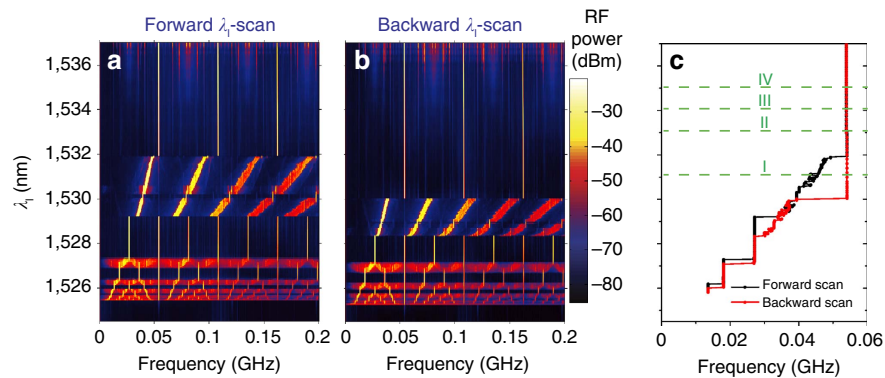 Forward λl-scan
Backward λl-scan
RF
power
(dBm)
a
b
c
1,536
1,534
1,532
1,530
1,528
1,526
λl (nm)
−30
−40
−50
−60
−70
−80
IV
III
II
I
Forward scan
Backward scan
0
0.05
0.1
0.15
0.2
0
0.05
0.1
0.15
0.2
0
0.02
0.04
0.06
Frequency (GHz)
Frequency (GHz)
Frequency (GHz)